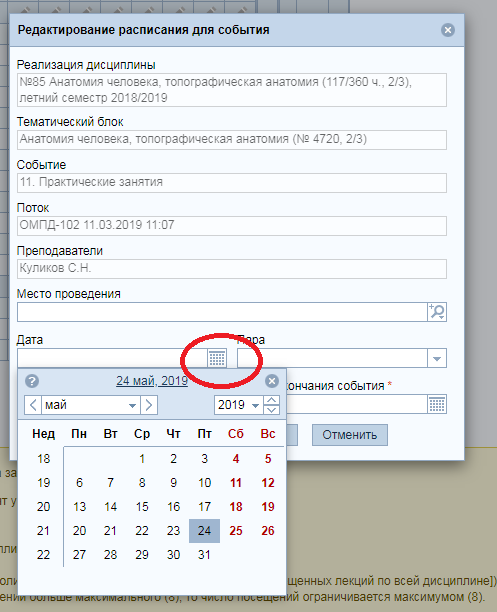 Редактирование расписания для события
Реализация дисциплины
№85 Анатомия человека, топографическая анатомия (117/360 ч., 2/3),
летний семестр 2018/2019
Тематический блок
Анатомия человека, топографическая анатомия (№ 4720, 2/3)
Событие
11. Практические занятия
Поток
ОМПД-102 11.03.2019 11:07
Преподаватели
Куликов С.Н.
Место проведения
Дата Пара
? 24 май, 2019
май 2019
кончания события *
Нед Пн Вт Ср Чт Пт Сб Вс
18 1 2 3 4 5
19 6 7 8 9 10 11 12
20 13 14 15 16 17 18 19
21 20 21 22 23 24 25 26
22 27 28 29 30 31
Отменить
щенных лекций по всей дисциплине])
больше максимального (8), то число посещений ограничивается максимумом (8).